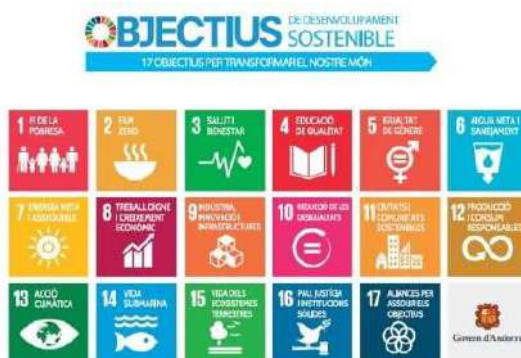 OBJECTIUS
DE DESENVOLUPAMENT
SOSTENIBLE
17 OBJECTIUS PER TRANSFORMAR EL NOSTRE MÓN
1 FI DE LA
POBRESA
2 FAM
ZERO
3 SALUT I
BENESTAR
4 EDUCACIÓ
DE QUALITAT
5 IGUALTAT
DE GÈNERE
6 AIGUA NETA I
SANEJAMENT
7 ENERGIA NETA
I ASSEQUIBLE
8 TREBALL DIGNE
I CREIXEMENT
ECONÒMIC
9 INDÚSTRIA,
INNOVACIÓ I
INFRASTRUCTURES
10 REDUCCIÓ DE LES
DESIGUALTATS
11 CIUTATS I
COMUNITATS
SOSTENIBLES
12 PRODUCCIÓ
I CONSUM
RESPONSABLES
13 ACCIÓ
CLIMÀTICA
14 VIDA
SUBMARINA
15 VIDA DELS
ECOSISTEMES
TERRESTRES
16 PAU, JUSTÍCIA
I INSTITUCIONS
SÒLIDES
17 ALIANCES PER
ASSOLIR ELS
OBJECTIUS
Govern d'Andorra